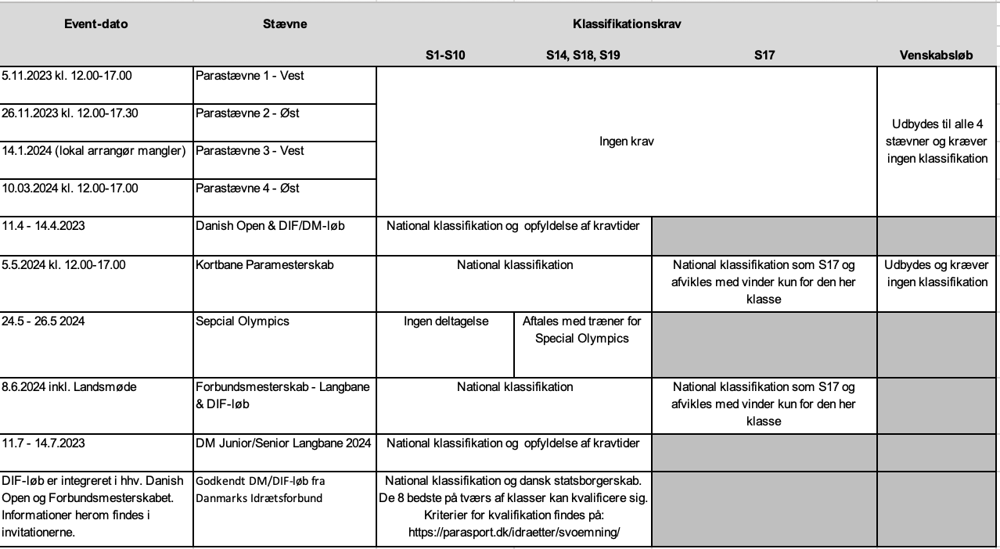 Event-dato Stævne Klassifikationskrav
S1-S10 S14, S18, S19 S17 Venskabsløb
5.11.2023 kl. 12.00-17.00 Parastævne 1 - Vest
26.11.2023 kl. 12.00-17.30 Parastævne 2 - Øst
14.1.2024 (lokal arrangør mangler) Parastævne 3 - Vest
10.03.2024 kl. 12.00-17.00 Parastævne 4 - Øst
Ingen krav
Udbydes til alle 4
stævner og kræver
ingen klassifikation
11.4 - 14.4.2023 Danish Open & DIF/DM-løb National klassifikation og  opfyldelse af kravtider
5.5.2024 kl. 12.00-17.00 Kortbane Paramesterskab National klassifikation
National klassifikation som S17 og
afvikles med vinder kun for den her
klasse
Udbydes og kræver
ingen klassifikation
24.5 - 26.5 2024 Sepcial Olympics Ingen deltagelse
Aftales med træner for
Special Olympics
8.6.2024 inkl. Landsmøde
Forbundsmesterskab - Langbane
& DIF-løb
National klassifikation
National klassifikation som S17 og
afvikles med vinder kun for den her
klasse
11.7 - 14.7.2023 DM Junior/Senior Langbane 2024 National klassifikation og  opfyldelse af kravtider
DIF-løb er integreret i hhv. Danish
Open og Forbundsmesterskabet.
Informationer herom findes i
invitationerne.
Godkendt DM/DIF-løb fra
Danmarks Idrætsforbund
National klassifikation og dansk statsborgerskab.
De 8 bedste på tværs af klasser kan kvalificere sig.
Kriterier for kvalifikation findes på:
https://parasport.dk/idraetter/svoemning/